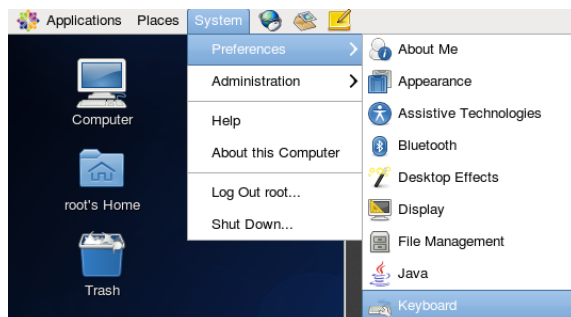 Applications Places System
Preferences
Administration
Help
About this Computer
Log Out root...
Shut Down...
About Me
Appearance
Assistive Technologies
Bluetooth
Desktop Effects
Display
File Management
Java
Keyboard
Computer
root's Home
Trash